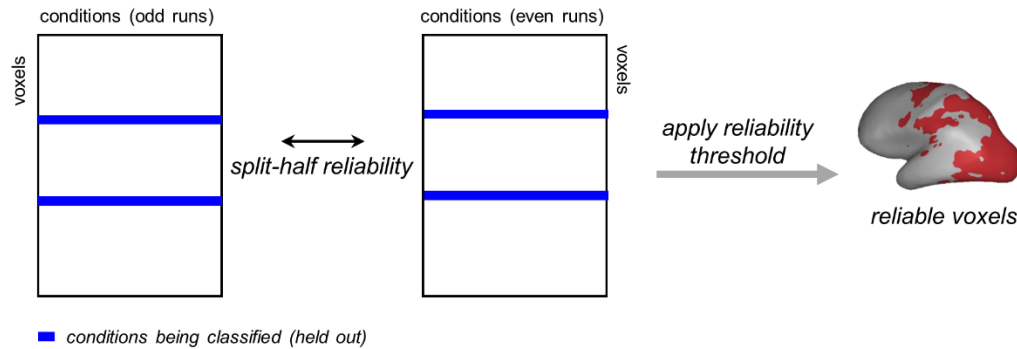 conditions (odd runs)
conditions (even runs)
voxels
voxels
split-half reliability
apply reliability
threshold
reliable voxels
conditions being classified (held out)